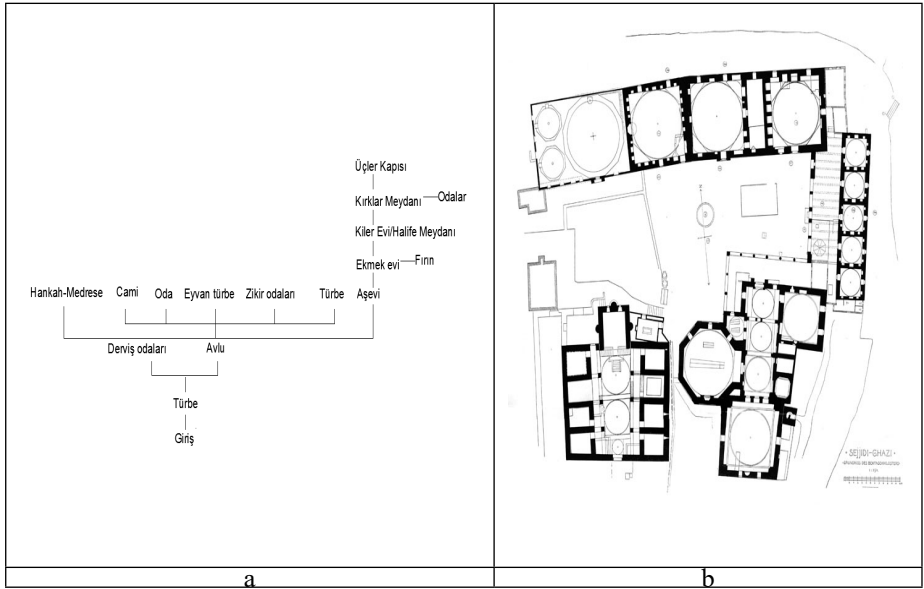 Üçler Kapısı
Kırklar Meydanı Odalar
Kiler Evi/Halife Meydanı
Ekmek evi Fırın
Hankah-Medrese Cami Oda Eyvan türbe Zikir odaları Türbe Aşevi
Derviş odaları Avlu
Türbe
Giriş
· SEJJIDI-GHAZI ·
a b